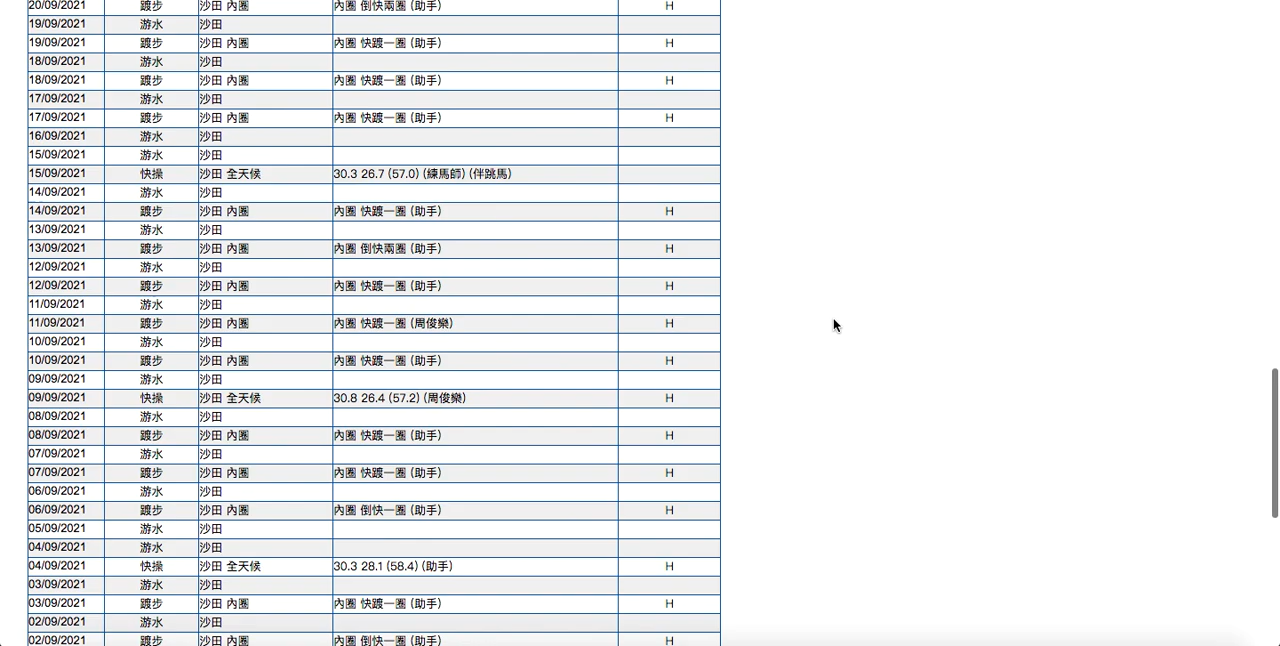 20/09/2021 踱步 沙田 內圈 內圈 倒快兩圈 (助手) H
19/09/2021 游水 沙田
19/09/2021 踱步 沙田 內圈 內圈 快踱一圈 (助手) H
18/09/2021 游水 沙田
18/09/2021 踱步 沙田 內圈 內圈 快踱一圈 (助手) H
17/09/2021 游水 沙田
17/09/2021 踱步 沙田 內圈 內圈 快踱一圈 (助手) H
16/09/2021 游水 沙田
15/09/2021 游水 沙田
15/09/2021 快操 沙田 全天候 30.3 26.7 (57.0) (練馬師) (伴跳馬)
14/09/2021 游水 沙田
14/09/2021 踱步 沙田 內圈 內圈 快踱一圈 (助手) H
13/09/2021 游水 沙田
13/09/2021 踱步 沙田 內圈 內圈 倒快兩圈 (助手) H
12/09/2021 游水 沙田
12/09/2021 踱步 沙田 內圈 內圈 快踱一圈 (助手) H
11/09/2021 游水 沙田
11/09/2021 踱步 沙田 內圈 內圈 快踱一圈 (周俊樂) H
10/09/2021 游水 沙田
10/09/2021 踱步 沙田 內圈 內圈 快踱一圈 (助手) H
09/09/2021 游水 沙田
09/09/2021 快操 沙田 全天候 30.8 26.4 (57.2) (周俊樂) H
08/09/2021 游水 沙田
08/09/2021 踱步 沙田 內圈 內圈 快踱一圈 (助手) H
07/09/2021 游水 沙田
07/09/2021 踱步 沙田 內圈 內圈 快踱一圈 (助手) H
06/09/2021 游水 沙田
06/09/2021 踱步 沙田 內圈 內圈 倒快一圈 (助手) H
05/09/2021 游水 沙田
04/09/2021 游水 沙田
04/09/2021 快操 沙田 全天候 30.3 28.1 (58.4) (助手) H
03/09/2021 游水 沙田
03/09/2021 踱步 沙田 內圈 內圈 快踱一圈 (助手) H
02/09/2021 游水 沙田
02/09/2021 踱步 沙田 內圈 內圈 倒快一圈 (助手) H